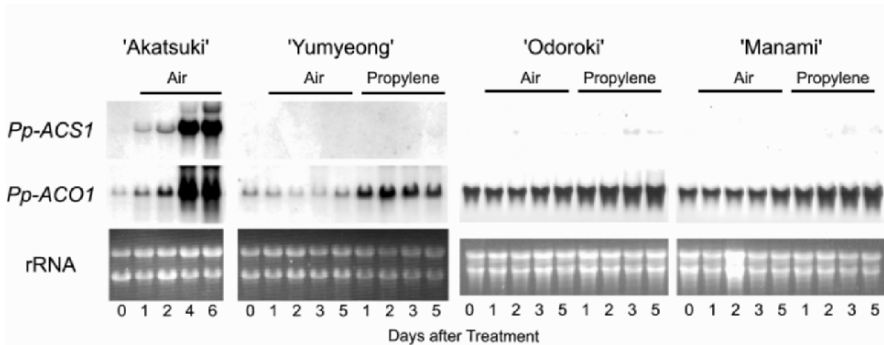 'Akatsuki' 'Yumyeong' 'Odoroki' 'Manami'
Air Air Propylene Air Propylene Air Propylene
Pp-ACS1
Pp-ACO1
rRNA
0 1 2 4 6 0 1 2 3 5 1 2 3 5 0 1 2 3 5 1 2 3 5 0 1 2 3 5 1 2 3 5
Days after Treatment